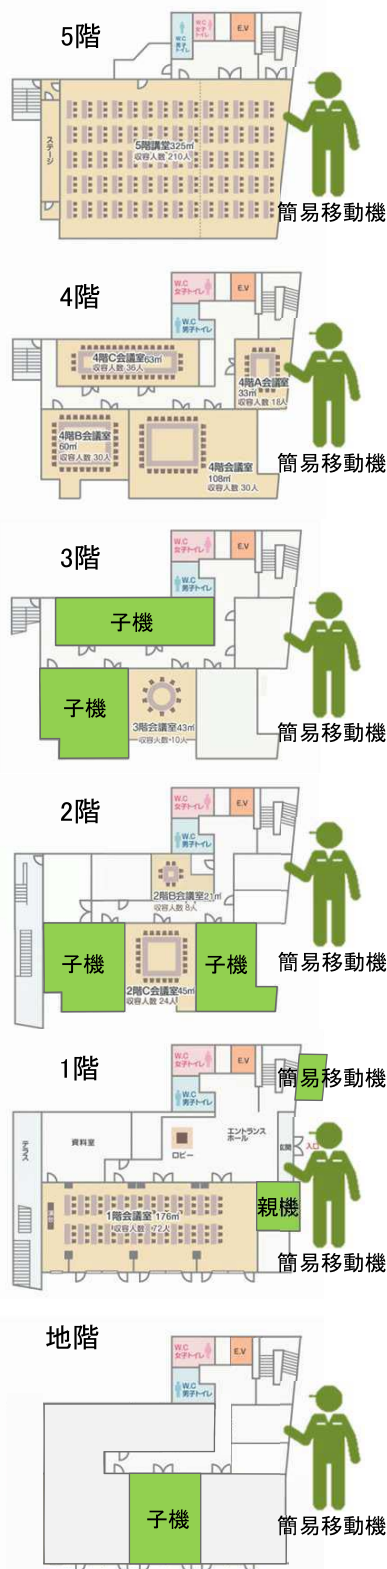 5階
W.C
男子トイレ
W.C
女子トイレ
E.V
ステージ
5階講堂325㎡
収容人数 210人
簡易移動機
4階
W.C
女子トイレ
E.V
W.C
男子トイレ
4階C会議室63㎡
収容人数 36人
4階A会議室
33㎡
収容人数 18人
4階B会議室
60㎡
収容人数 30人
4階会議室
108㎡
収容人数 30人
簡易移動機
3階
W.C
女子トイレ
E.V
W.C
男子トイレ
子機
子機
3階会議室43㎡
収容人数 10人
簡易移動機
2階
W.C
女子トイレ
E.V
W.C
男子トイレ
2階B会議室21㎡
収容人数 8人
子機
子機
2階C会議室45㎡
収容人数 24人
簡易移動機
1階
W.C
女子トイレ
E.V
W.C
男子トイレ
簡易移動機
テラス
資料室
ロビー
エントランス
ホール
玄関
入口
1階会議室 176㎡
収容人数 72人
親機
簡易移動機
地階
W.C
女子トイレ
E.V
W.C
男子トイレ
子機
簡易移動機